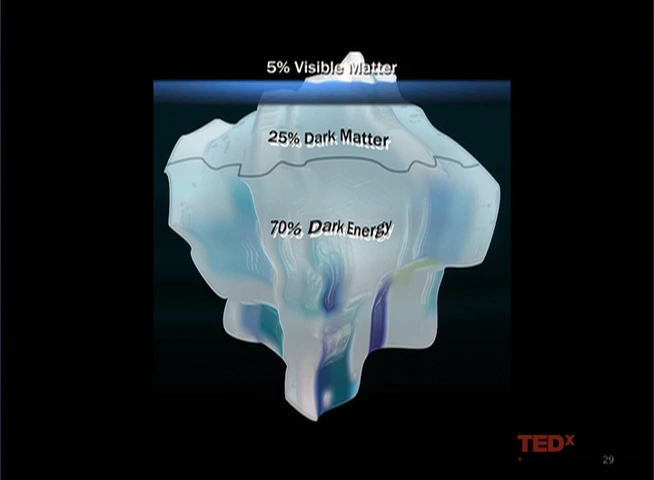 5% Visible Matter
25% Dark Matter
70% Dark Energy
TEDx
29